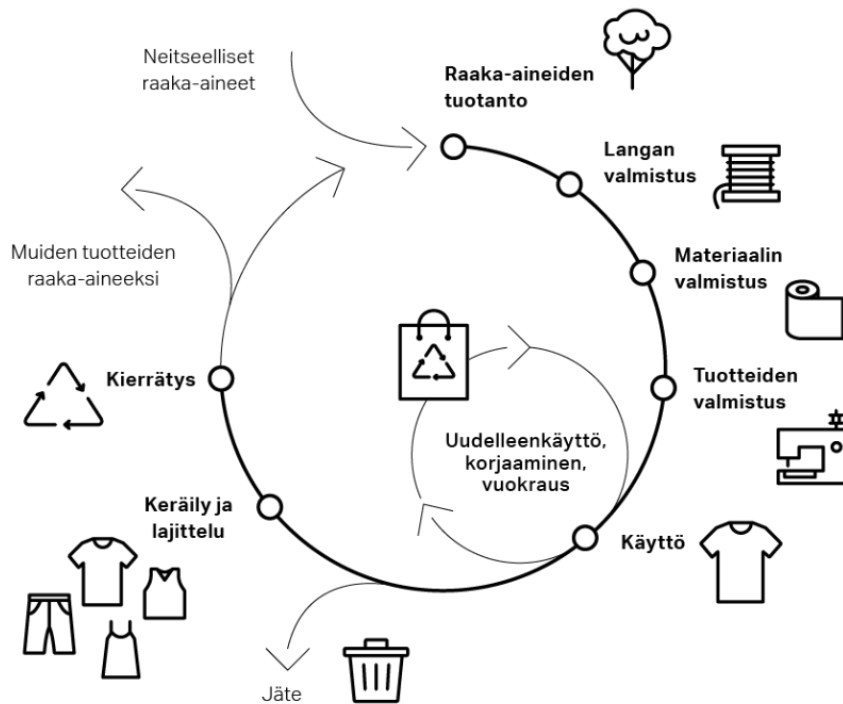 Neitseelliset
raaka-aineet
Raaka-aineiden
tuotanto
Langan
valmistus
Materiaalin
valmistus
Tuotteiden
valmistus
Käyttö
Uudelleenkäyttö,
korjaaminen,
vuokraus
Jäte
Keräily ja
lajittelu
Kierrätys
Muiden tuotteiden
raaka-aineeksi